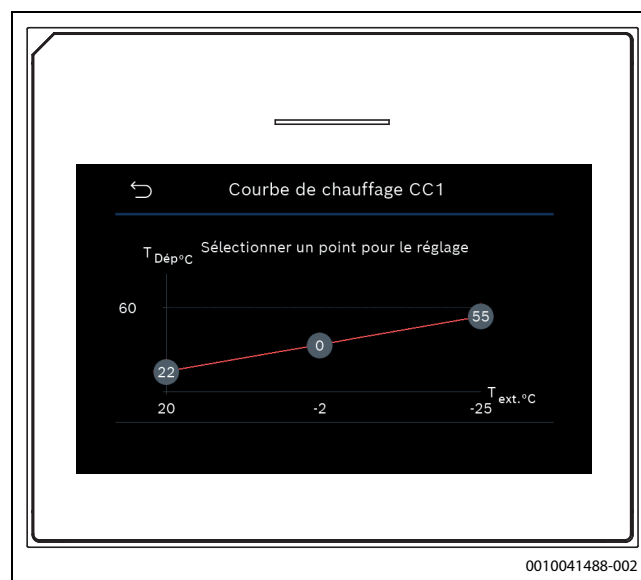 Courbe de chauffage CC1
Sélectionner un point pour le réglage
T Dép°C
60
55
0
22
T ext.°C
20 -2 -25
0010041488-002